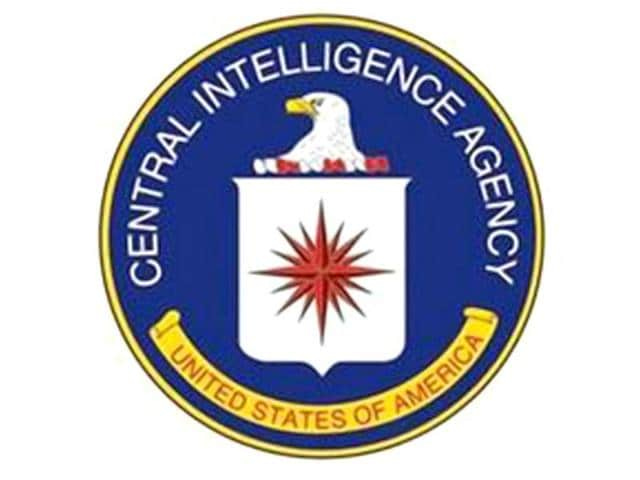 CENTRAL INTELLIGENCE AGENCY
UNITED STATES OF AMERICA